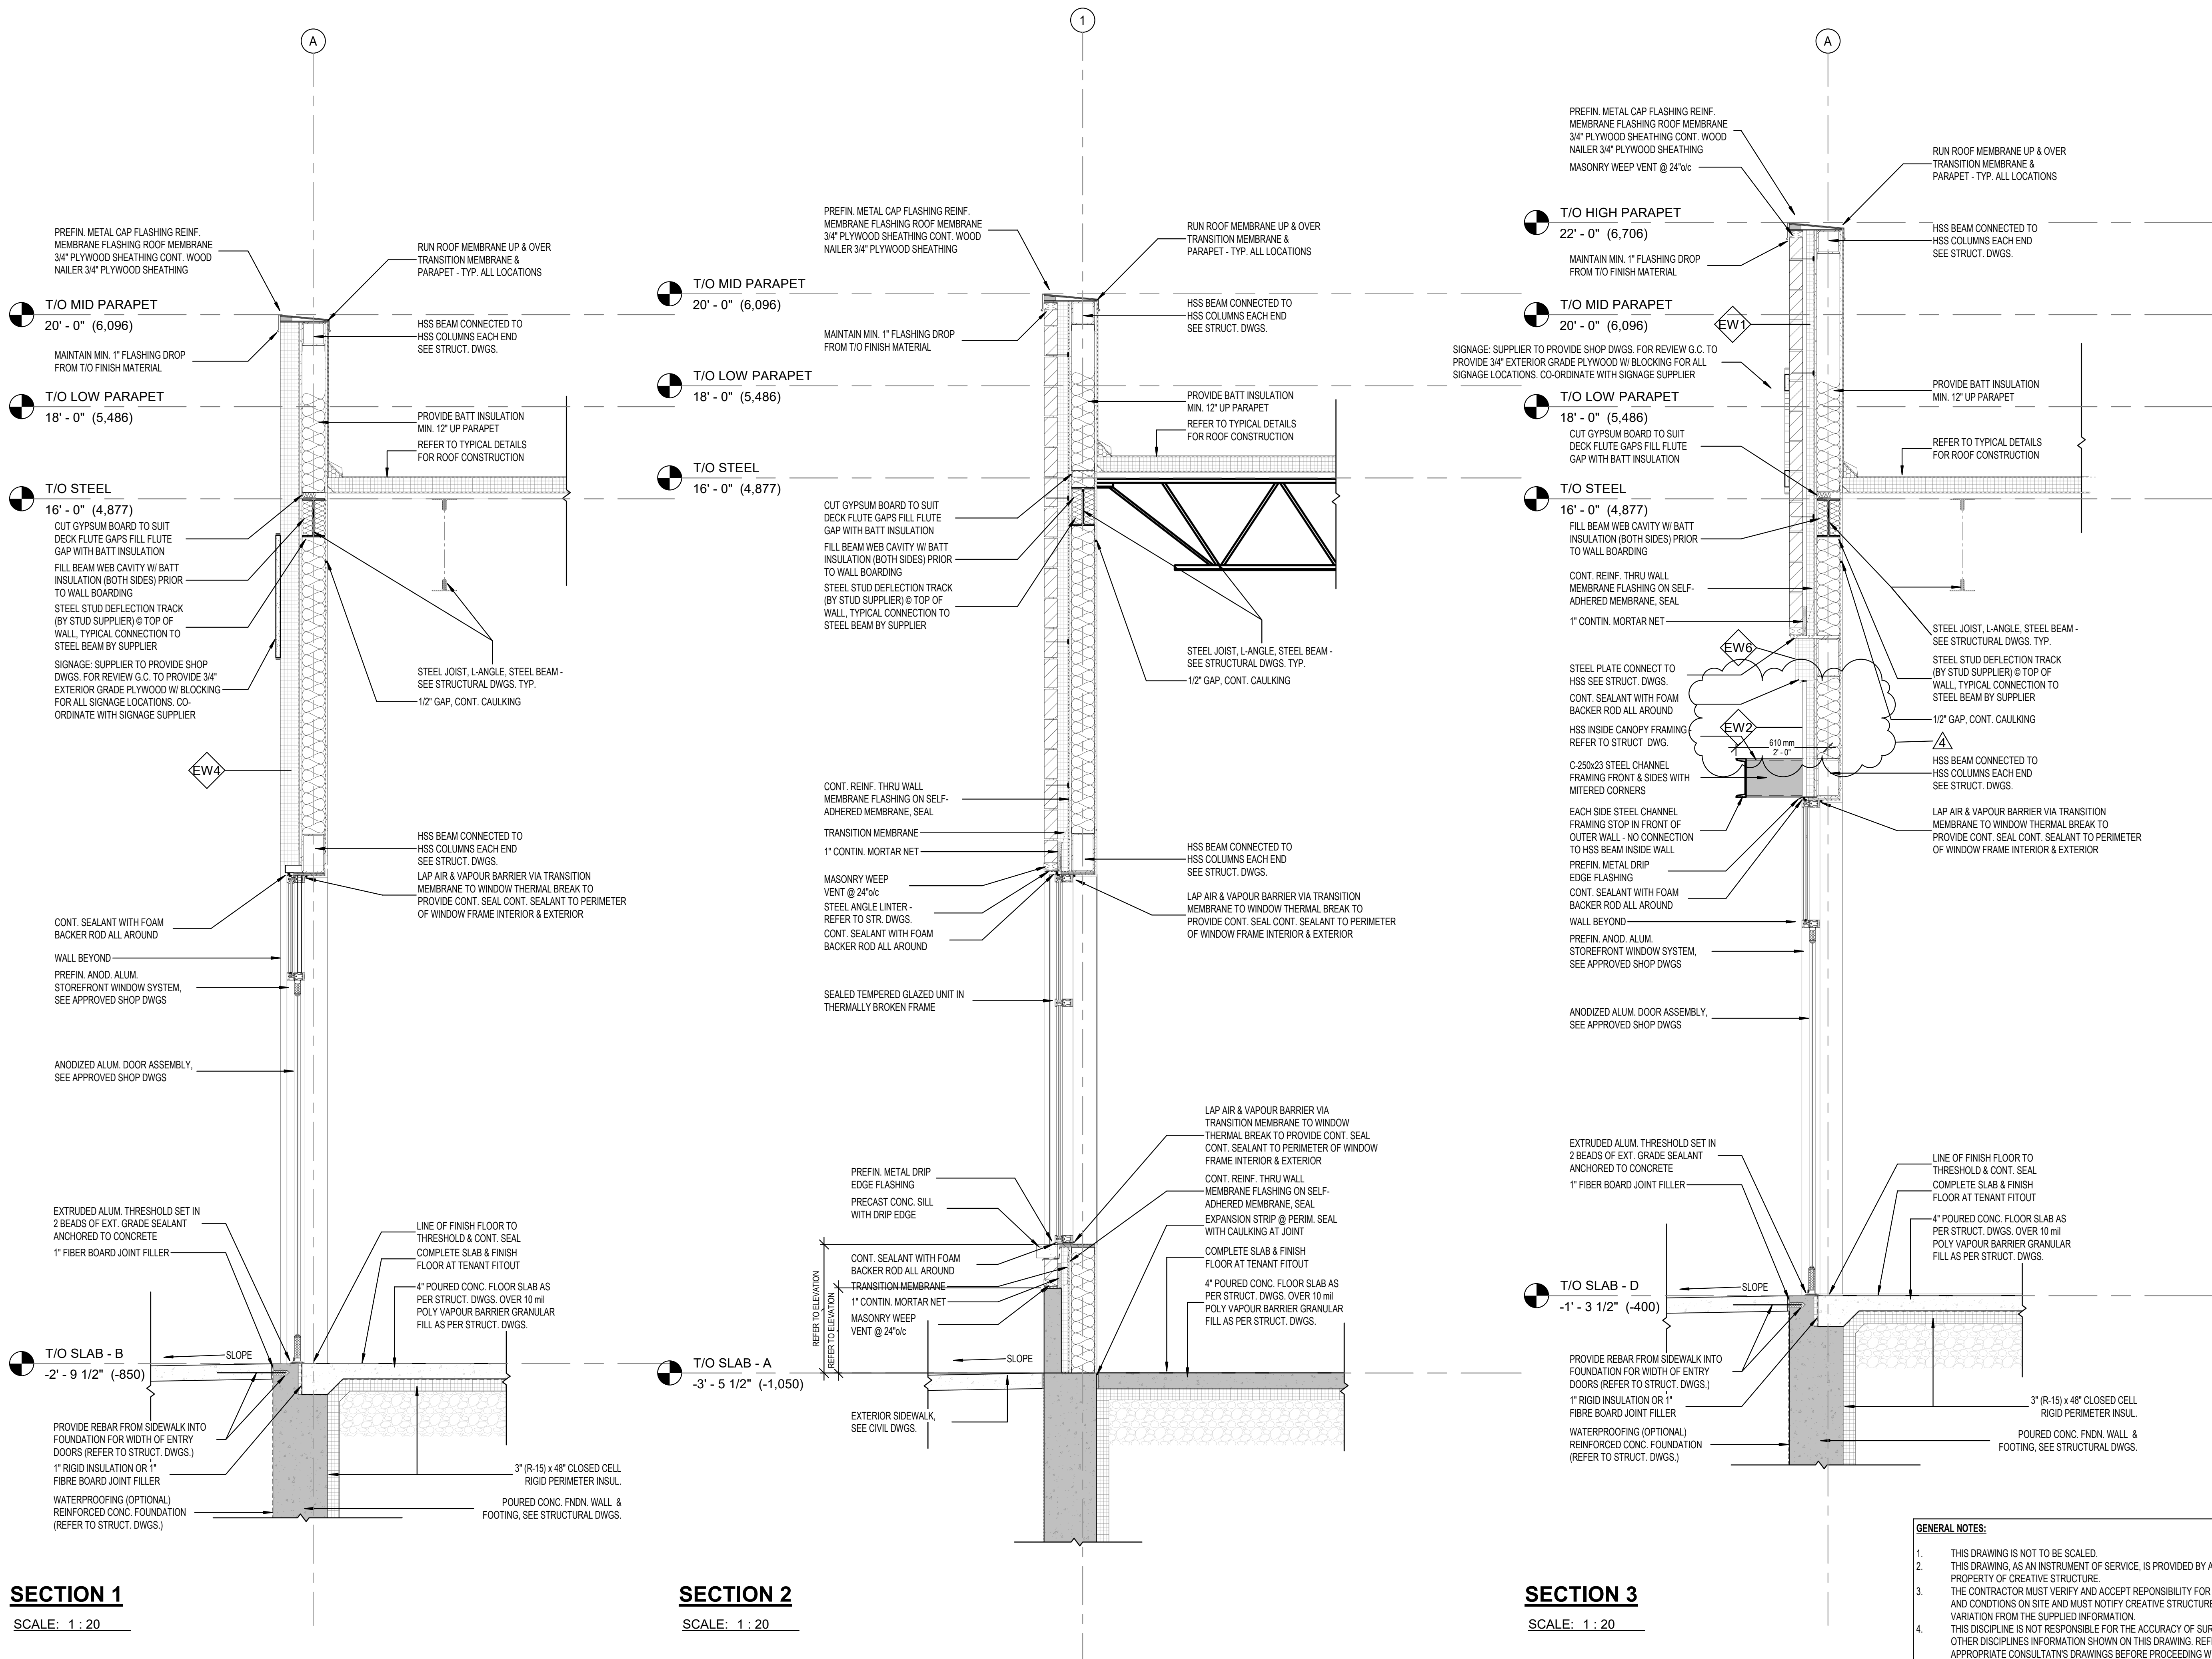 A
PREFIN. METAL CAP FLASHING REINF.
MEMBRANE FLASHING ROOF MEMBRANE
3/4" PLYWOOD SHEATHING CONT. WOOD
NAILER 3/4" PLYWOOD SHEATHING
RUN ROOF MEMBRANE UP & OVER
TRANSITION MEMBRANE &
PARAPET - TYP. ALL LOCATIONS
T/O MID PARAPET
20' - 0" (6,096)
HSS BEAM CONNECTED TO
HSS COLUMNS EACH END
SEE STRUCT. DWGS.
MAINTAIN MIN. 1" FLASHING DROP
FROM T/O FINISH MATERIAL
T/O LOW PARAPET
18' - 0" (5,486)
PROVIDE BATT INSULATION
MIN. 12" UP PARAPET
REFER TO TYPICAL DETAILS
FOR ROOF CONSTRUCTION
T/O STEEL
16' - 0" (4,877)
CUT GYPSUM BOARD TO SUIT
DECK FLUTE GAPS FILL FLUTE
GAP WITH BATT INSULATION
FILL BEAM WEB CAVITY W/ BATT
INSULATION (BOTH SIDES) PRIOR
TO WALL BOARDING
STEEL STUD DEFLECTION TRACK
(BY STUD SUPPLIER) © TOP OF
WALL, TYPICAL CONNECTION TO
STEEL BEAM BY SUPPLIER
SIGNAGE: SUPPLIER TO PROVIDE SHOP
DWGS. FOR REVIEW G.C. TO PROVIDE 3/4"
EXTERIOR GRADE PLYWOOD W/ BLOCKING
FOR ALL SIGNAGE LOCATIONS. CO-
ORDINATE WITH SIGNAGE SUPPLIER
STEEL JOIST, L-ANGLE, STEEL BEAM -
SEE STRUCTURAL DWGS. TYP.
1/2" GAP, CONT. CAULKING
EW4
HSS BEAM CONNECTED TO
HSS COLUMNS EACH END
SEE STRUCT. DWGS.
LAP AIR & VAPOUR BARRIER VIA TRANSITION
MEMBRANE TO WINDOW THERMAL BREAK TO
PROVIDE CONT. SEAL CONT. SEALANT TO PERIMETER
OF WINDOW FRAME INTERIOR & EXTERIOR
CONT. SEALANT WITH FOAM
BACKER ROD ALL AROUND
WALL BEYOND
PREFIN. ANOD. ALUM.
STOREFRONT WINDOW SYSTEM,
SEE APPROVED SHOP DWGS
ANODIZED ALUM. DOOR ASSEMBLY,
SEE APPROVED SHOP DWGS
EXTRUDED ALUM. THRESHOLD SET IN
2 BEADS OF EXT. GRADE SEALANT
ANCHORED TO CONCRETE
1" FIBER BOARD JOINT FILLER
LINE OF FINISH FLOOR TO
THRESHOLD & CONT. SEAL
COMPLETE SLAB & FINISH
FLOOR AT TENANT FITOUT
4" POURED CONC. FLOOR SLAB AS
PER STRUCT. DWGS. OVER 10 mil
POLY VAPOUR BARRIER GRANULAR
FILL AS PER STRUCT. DWGS.
T/O SLAB - B
-2' - 9 1/2" (-850)
SLOPE
PROVIDE REBAR FROM SIDEWALK INTO
FOUNDATION FOR WIDTH OF ENTRY
DOORS (REFER TO STRUCT. DWGS.)
1" RIGID INSULATION OR 1"
FIBRE BOARD JOINT FILLER
WATERPROOFING (OPTIONAL)
REINFORCED CONC. FOUNDATION
(REFER TO STRUCT. DWGS.)
3" (R-15) x 48" CLOSED CELL
RIGID PERIMETER INSUL.
POURED CONC. FNDN. WALL &
FOOTING, SEE STRUCTURAL DWGS.
SECTION 1
SCALE: 1 : 20
1
PREFIN. METAL CAP FLASHING REINF.
MEMBRANE FLASHING ROOF MEMBRANE
3/4" PLYWOOD SHEATHING CONT. WOOD
NAILER 3/4" PLYWOOD SHEATHING
RUN ROOF MEMBRANE UP & OVER
TRANSITION MEMBRANE &
PARAPET - TYP. ALL LOCATIONS
T/O MID PARAPET
20' - 0" (6,096)
HSS BEAM CONNECTED TO
HSS COLUMNS EACH END
SEE STRUCT. DWGS.
MAINTAIN MIN. 1" FLASHING DROP
FROM T/O FINISH MATERIAL
T/O LOW PARAPET
18' - 0" (5,486)
PROVIDE BATT INSULATION
MIN. 12" UP PARAPET
REFER TO TYPICAL DETAILS
FOR ROOF CONSTRUCTION
T/O STEEL
16' - 0" (4,877)
CUT GYPSUM BOARD TO SUIT
DECK FLUTE GAPS FILL FLUTE
GAP WITH BATT INSULATION
FILL BEAM WEB CAVITY W/ BATT
INSULATION (BOTH SIDES) PRIOR
TO WALL BOARDING
STEEL STUD DEFLECTION TRACK
(BY STUD SUPPLIER) © TOP OF
WALL, TYPICAL CONNECTION TO
STEEL BEAM BY SUPPLIER
STEEL JOIST, L-ANGLE, STEEL BEAM -
SEE STRUCTURAL DWGS. TYP.
1/2" GAP, CONT. CAULKING
CONT. REINF. THRU WALL
MEMBRANE FLASHING ON SELF-
ADHERED MEMBRANE, SEAL
TRANSITION MEMBRANE
1" CONTIN. MORTAR NET
MASONRY WEEP
VENT @ 24"o/c
STEEL ANGLE LINTER -
REFER TO STR. DWGS.
CONT. SEALANT WITH FOAM
BACKER ROD ALL AROUND
HSS BEAM CONNECTED TO
HSS COLUMNS EACH END
SEE STRUCT. DWGS.
LAP AIR & VAPOUR BARRIER VIA TRANSITION
MEMBRANE TO WINDOW THERMAL BREAK TO
PROVIDE CONT. SEAL CONT. SEALANT TO PERIMETER
OF WINDOW FRAME INTERIOR & EXTERIOR
SEALED TEMPERED GLAZED UNIT IN
THERMALLY BROKEN FRAME
LAP AIR & VAPOUR BARRIER VIA
TRANSITION MEMBRANE TO WINDOW
THERMAL BREAK TO PROVIDE CONT. SEAL
CONT. SEALANT TO PERIMETER OF WINDOW
FRAME INTERIOR & EXTERIOR
CONT. REINF. THRU WALL
MEMBRANE FLASHING ON SELF-
ADHERED MEMBRANE, SEAL
EXPANSION STRIP @ PERIM. SEAL
WITH CAULKING AT JOINT
COMPLETE SLAB & FINISH
FLOOR AT TENANT FITOUT
4" POURED CONC. FLOOR SLAB AS
PER STRUCT. DWGS. OVER 10 mil
POLY VAPOUR BARRIER GRANULAR
FILL AS PER STRUCT. DWGS.
PREFIN. METAL DRIP
EDGE FLASHING
PRECAST CONC. SILL
WITH DRIP EDGE
CONT. SEALANT WITH FOAM
BACKER ROD ALL AROUND
TRANSITION MEMBRANE
1" CONTIN. MORTAR NET
MASONRY WEEP
VENT @ 24"o/c
REFER TO ELEVATION
REFER TO ELEVATION
SLOPE
T/O SLAB - A
-3' - 5 1/2" (-1,050)
EXTERIOR SIDEWALK,
SEE CIVIL DWGS.
SECTION 2
SCALE: 1 : 20
A
PREFIN. METAL CAP FLASHING REINF.
MEMBRANE FLASHING ROOF MEMBRANE
3/4" PLYWOOD SHEATHING CONT. WOOD
NAILER 3/4" PLYWOOD SHEATHING
MASONRY WEEP VENT @ 24"o/c
RUN ROOF MEMBRANE UP & OVER
TRANSITION MEMBRANE &
PARAPET - TYP. ALL LOCATIONS
T/O HIGH PARAPET
22' - 0" (6,706)
HSS BEAM CONNECTED TO
HSS COLUMNS EACH END
SEE STRUCT. DWGS.
MAINTAIN MIN. 1" FLASHING DROP
FROM T/O FINISH MATERIAL
T/O MID PARAPET
20' - 0" (6,096)
EW1
SIGNAGE: SUPPLIER TO PROVIDE SHOP DWGS. FOR REVIEW G.C. TO
PROVIDE 3/4" EXTERIOR GRADE PLYWOOD W/ BLOCKING FOR ALL
SIGNAGE LOCATIONS. CO-ORDINATE WITH SIGNAGE SUPPLIER
PROVIDE BATT INSULATION
MIN. 12" UP PARAPET
T/O LOW PARAPET
18' - 0" (5,486)
CUT GYPSUM BOARD TO SUIT
DECK FLUTE GAPS FILL FLUTE
GAP WITH BATT INSULATION
REFER TO TYPICAL DETAILS
FOR ROOF CONSTRUCTION
T/O STEEL
16' - 0" (4,877)
FILL BEAM WEB CAVITY W/ BATT
INSULATION (BOTH SIDES) PRIOR
TO WALL BOARDING
CONT. REINF. THRU WALL
MEMBRANE FLASHING ON SELF-
ADHERED MEMBRANE, SEAL
1" CONTIN. MORTAR NET
EW6
STEEL PLATE CONNECT TO
HSS SEE STRUCT. DWGS.
CONT. SEALANT WITH FOAM
BACKER ROD ALL AROUND
EW2
HSS INSIDE CANOPY FRAMING -
REFER TO STRUCT DWG.
610 mm
2' - 0"
C-250x23 STEEL CHANNEL
FRAMING FRONT & SIDES WITH
MITERED CORNERS
EACH SIDE STEEL CHANNEL
FRAMING STOP IN FRONT OF
OUTER WALL - NO CONNECTION
TO HSS BEAM INSIDE WALL
PREFIN. METAL DRIP
EDGE FLASHING
CONT. SEALANT WITH FOAM
BACKER ROD ALL AROUND
WALL BEYOND
PREFIN. ANOD. ALUM.
STOREFRONT WINDOW SYSTEM,
SEE APPROVED SHOP DWGS
STEEL JOIST, L-ANGLE, STEEL BEAM -
SEE STRUCTURAL DWGS. TYP.
STEEL STUD DEFLECTION TRACK
(BY STUD SUPPLIER) © TOP OF
WALL, TYPICAL CONNECTION TO
STEEL BEAM BY SUPPLIER
1/2" GAP, CONT. CAULKING
4
HSS BEAM CONNECTED TO
HSS COLUMNS EACH END
SEE STRUCT. DWGS.
LAP AIR & VAPOUR BARRIER VIA TRANSITION
MEMBRANE TO WINDOW THERMAL BREAK TO
PROVIDE CONT. SEAL CONT. SEALANT TO PERIMETER
OF WINDOW FRAME INTERIOR & EXTERIOR
ANODIZED ALUM. DOOR ASSEMBLY,
SEE APPROVED SHOP DWGS
EXTRUDED ALUM. THRESHOLD SET IN
2 BEADS OF EXT. GRADE SEALANT
ANCHORED TO CONCRETE
1" FIBER BOARD JOINT FILLER
LINE OF FINISH FLOOR TO
THRESHOLD & CONT. SEAL
COMPLETE SLAB & FINISH
FLOOR AT TENANT FITOUT
4" POURED CONC. FLOOR SLAB AS
PER STRUCT. DWGS. OVER 10 mil
POLY VAPOUR BARRIER GRANULAR
FILL AS PER STRUCT. DWGS.
T/O SLAB - D
-1' - 3 1/2" (-400)
SLOPE
PROVIDE REBAR FROM SIDEWALK INTO
FOUNDATION FOR WIDTH OF ENTRY
DOORS (REFER TO STRUCT. DWGS.)
1" RIGID INSULATION OR 1"
FIBRE BOARD JOINT FILLER
WATERPROOFING (OPTIONAL)
REINFORCED CONC. FOUNDATION
(REFER TO STRUCT. DWGS.)
3" (R-15) x 48" CLOSED CELL
RIGID PERIMETER INSUL.
POURED CONC. FNDN. WALL &
FOOTING, SEE STRUCTURAL DWGS.
SECTION 3
SCALE: 1 : 20
GENERAL NOTES:
1. THIS DRAWING IS NOT TO BE SCALED.
2. THIS DRAWING, AS AN INSTRUMENT OF SERVICE, IS PROVIDED BY A
PROPERTY OF CREATIVE STRUCTURE.
3. THE CONTRACTOR MUST VERIFY AND ACCEPT REPONSIBILITY FOR
AND CONDTIONS ON SITE AND MUST NOTIFY CREATIVE STRUCTURE
VARIATION FROM THE SUPPLIED INFORMATION.
4. THIS DISCIPLINE IS NOT RESPONSIBLE FOR THE ACCURACY OF SUR
OTHER DISCIPLINES INFORMATION SHOWN ON THIS DRAWING. REF
APPROPRIATE CONSULTATN'S DRAWINGS BEFORE PROCEEDING W